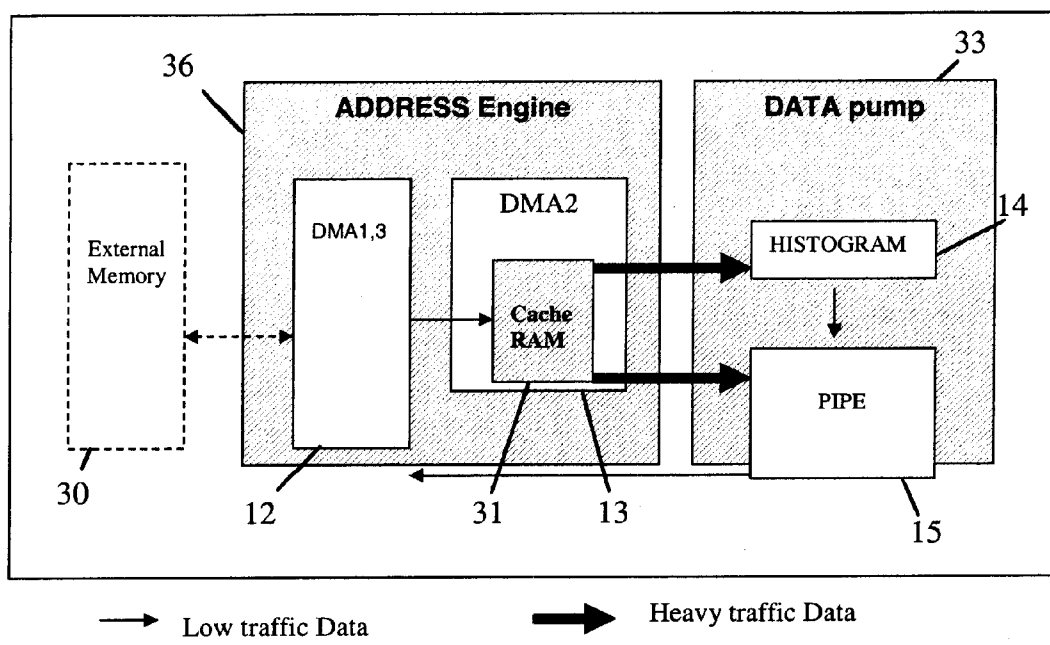 36
33
ADDRESS Engine
DATA pump
DMA2
14
External
Memory
DMA1,3
HISTOGRAM
Cache
RAM
PIPE
30
12
31
13
15
Low traffic Data
Heavy traffic Data